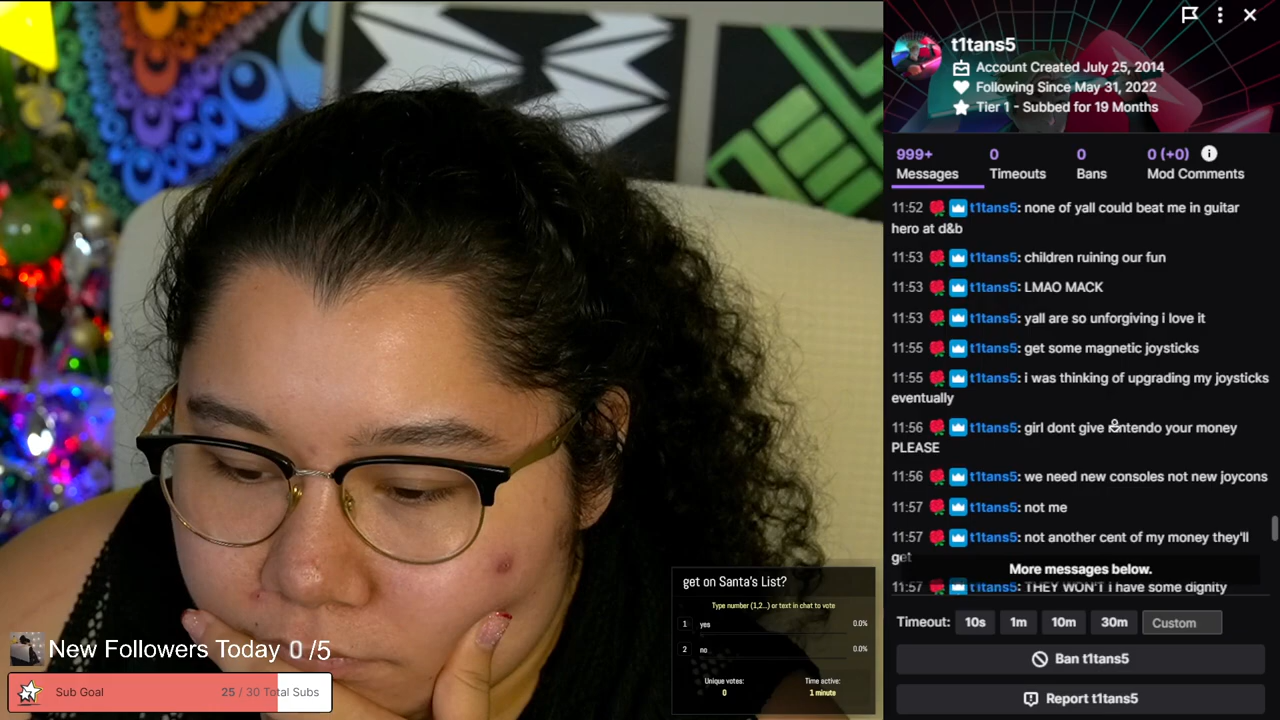 t1tans5
Account Created July 25, 2014
Following Since May 31, 2022
Tier 1 - Subbed for 19 Months
999+ 0 0 0 (+0)
Messages Timeouts Bans Mod Comments
11:52 t1tans5: none of yall could beat me in guitar
hero at d&b
11:53 t1tans5: children ruining our fun
11:53 t1tans5: LMAO MACK
11:53 t1tans5: yall are so unforgiving i love it
11:55 t1tans5: get some magnetic joysticks
11:55 t1tans5: i was thinking of upgrading my joysticks
eventually
11:56 t1tans5: girl dont give nintendo your money
PLEASE
11:56 t1tans5: we need new consoles not new joycons
11:57 t1tans5: not me
11:57 t1tans5: not another cent of my money they'll
get
More messages below.
11:57 t1tans5: THEY WON'T i have some dignity
Timeout: 10s 1m 10m 30m Custom
Ban t1tans5
Report t1tans5
get on Santa's List?
Type number (1,2...) or text in chat to vote
1 yes 0.0%
2 no 0.0%
Unique votes: Time active:
0 1 minute
New Followers Today 0 /5
Sub Goal 25 / 30 Total Subs